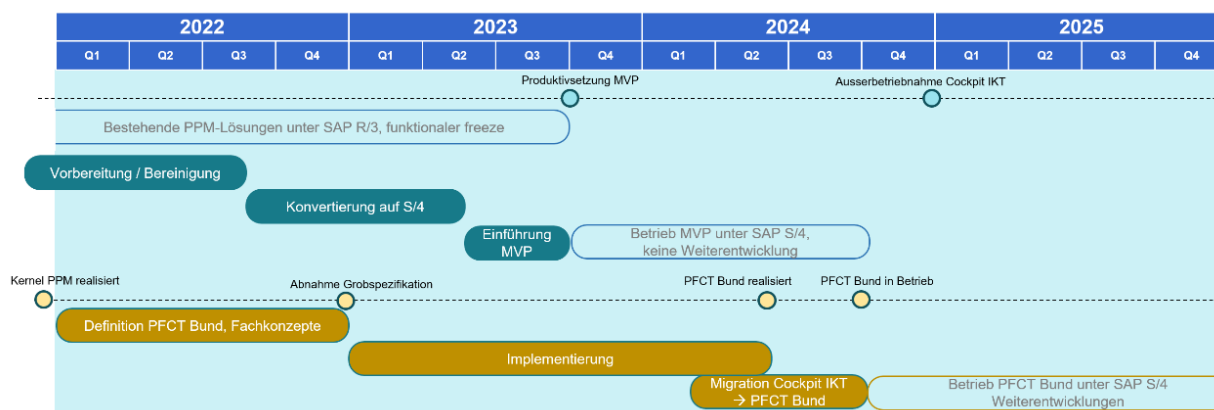 2022 2023 2024 2025
Q1 Q2 Q3 Q4 Q1 Q2 Q3 Q4 Q1 Q2 Q3 Q4 Q1 Q2 Q3 Q4
Produktivsetzung MVP
Ausserbetriebnahme Cockpit IKT
Bestehende PPM-Lösungen unter SAP R/3, funktionaler freeze
Vorbereitung / Bereinigung
Konvertierung auf S/4
Einführung
MVP
Betrieb MVP unter SAP S/4,
keine Weiterentwicklung
Kernel PPM realisiert
Abnahme Grobspezifikation
PFCT Bund realisiert
PFCT Bund in Betrieb
Definition PFCT Bund, Fachkonzepte
Implementierung
Migration Cockpit IKT
→ PFCT Bund
Betrieb PFCT Bund unter SAP S/4
Weiterentwicklungen